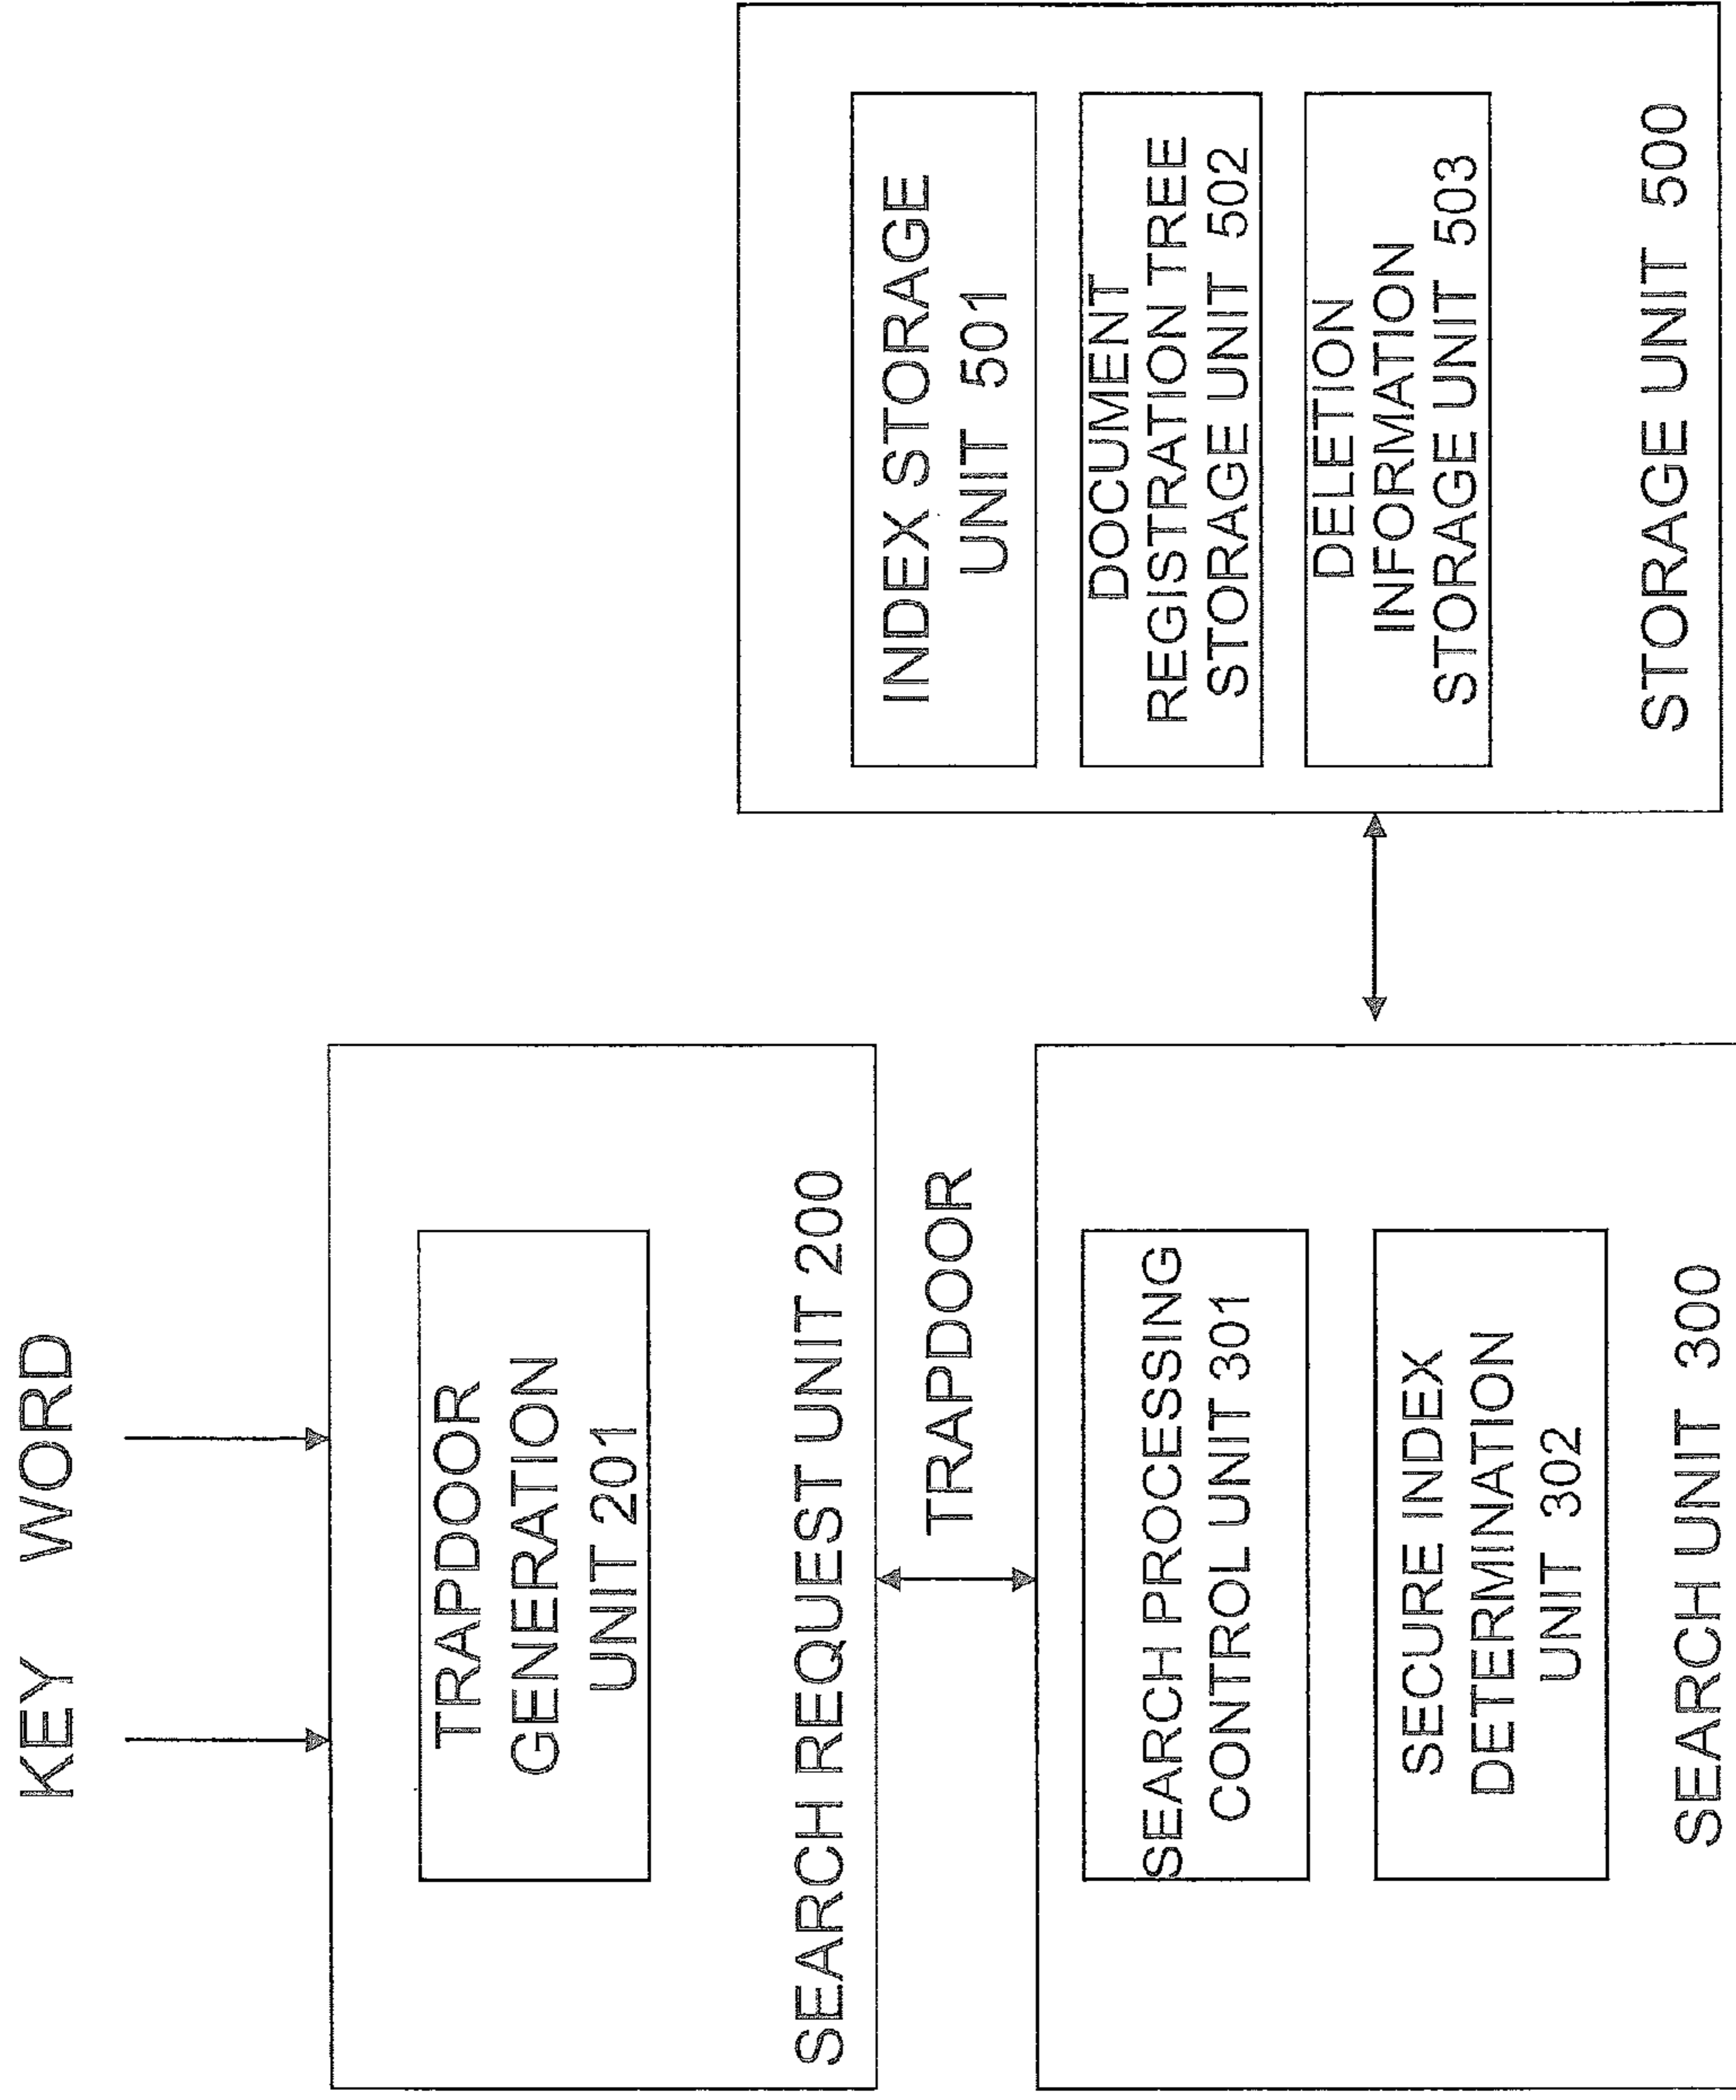 KEY WORD
TRAPDOOR
GENERATION
UNIT 201
SEARCH REQUEST UNIT 200
TRAPDOOR
SEARCH PROCESSING
CONTROL UNIT 301
SECURE INDEX
DETERMINATION
UNIT 302
SEARCH UNIT 300
INDEX STORAGE
UNIT 501
DOCUMENT
REGISTRATION TREE
STORAGE UNIT 502
DELETION
INFORMATION
STORAGE UNIT 503
STORAGE UNIT 500